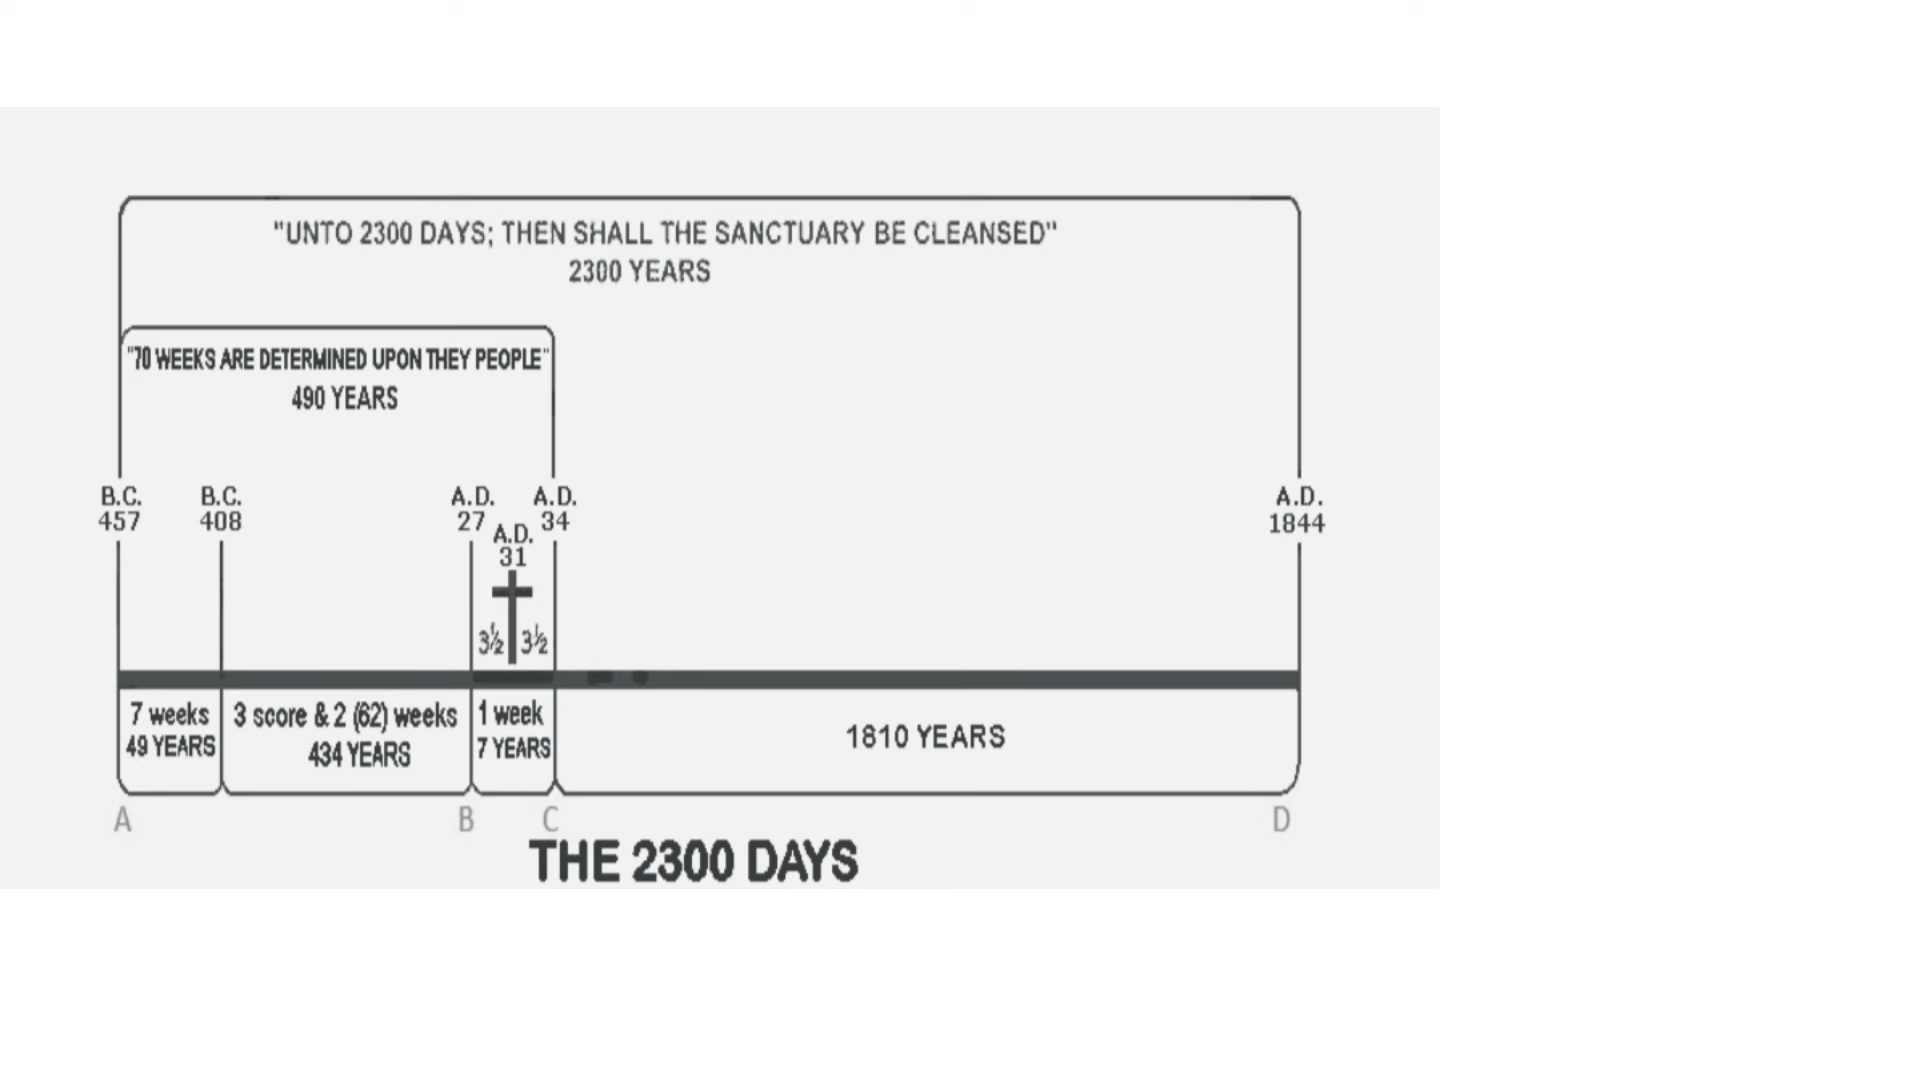 "UNTO 2300 DAYS; THEN SHALL THE SANCTUARY BE CLEANSED"
2300 YEARS
"70 WEEKS ARE DETERMINED UPON THEY PEOPLE"
490 YEARS
B.C.
457
B.C.
408
A.D.
27
A.D.
31
A.D.
34
A.D.
1844
3½
3½
7 weeks
49 YEARS
3 score & 2 (62) weeks
434 YEARS
1 week
7 YEARS
1810 YEARS
A
B
C
D
THE 2300 DAYS